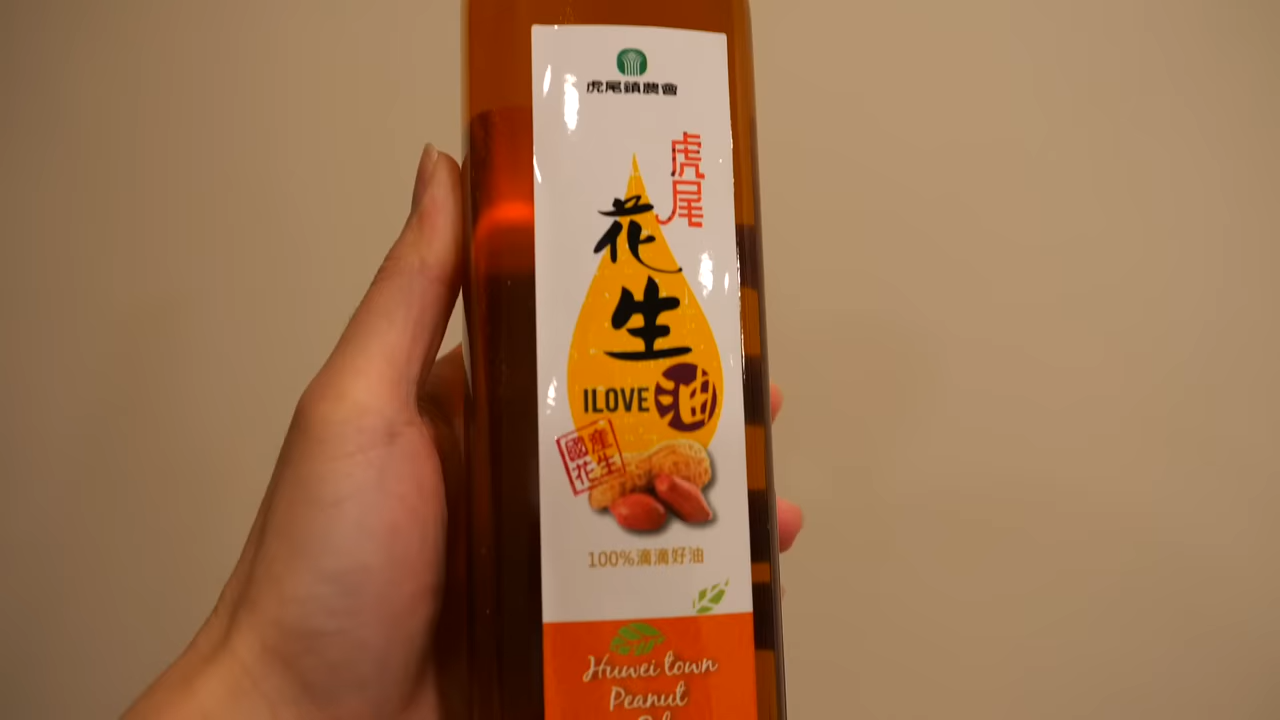 虎尾鎮農會
虎尾
花生
ILOVE油
國產
花生
100%滴滴好油
Huwei town
Peanut